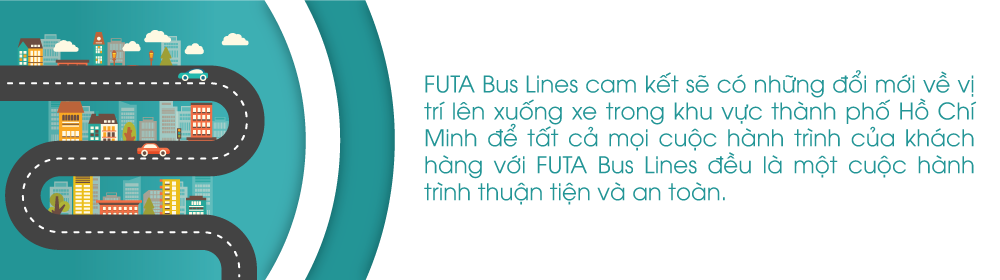 FUTA Bus Lines cam kết sẽ có những đổi mới về vị
trí lên xuống xe trong khu vực thành phố Hồ Chí
Minh để tất cả mọi cuộc hành trình của khách
hàng với FUTA Bus Lines đều là một cuộc hành
trình thuận tiện và an toàn.